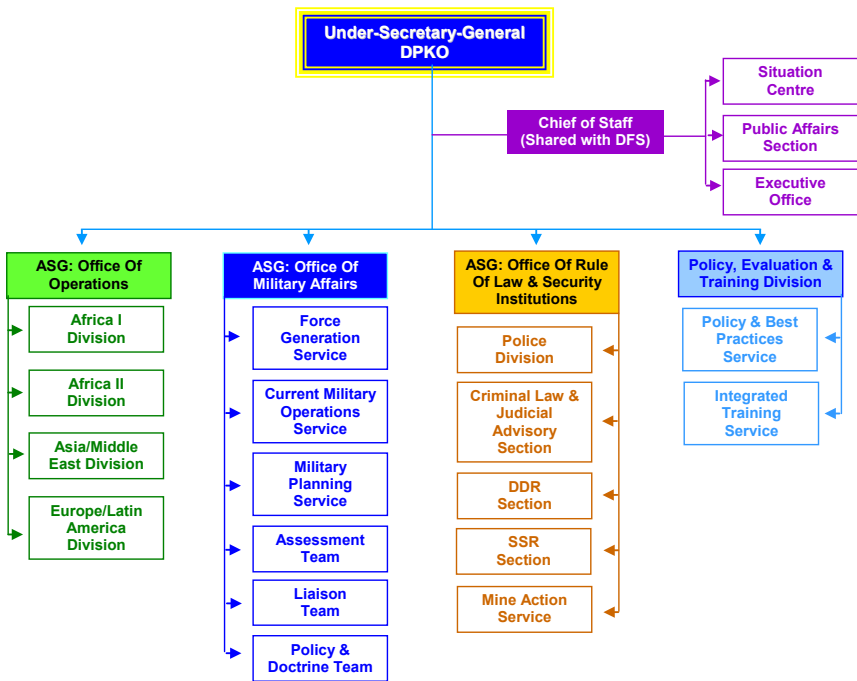 Under-Secretary-General
DPKO
Chief of Staff
(Shared with DFS)
Situation
Centre
Public Affairs
Section
Executive
Office
ASG: Office Of
Operations
Africa I
Division
Africa II
Division
Asia/Middle
East Division
Europe/Latin
America
Division
ASG: Office Of
Military Affairs
Force
Generation
Service
Current Military
Operations
Service
Military
Planning
Service
Assessment
Team
Liaison
Team
Policy &
Doctrine Team
ASG: Office Of Rule
Of Law & Security
Institutions
Police
Division
Criminal Law &
Judicial
Advisory
Section
DDR
Section
SSR
Section
Mine Action
Service
Policy, Evaluation &
Training Division
Policy & Best
Practices
Service
Integrated
Training
Service